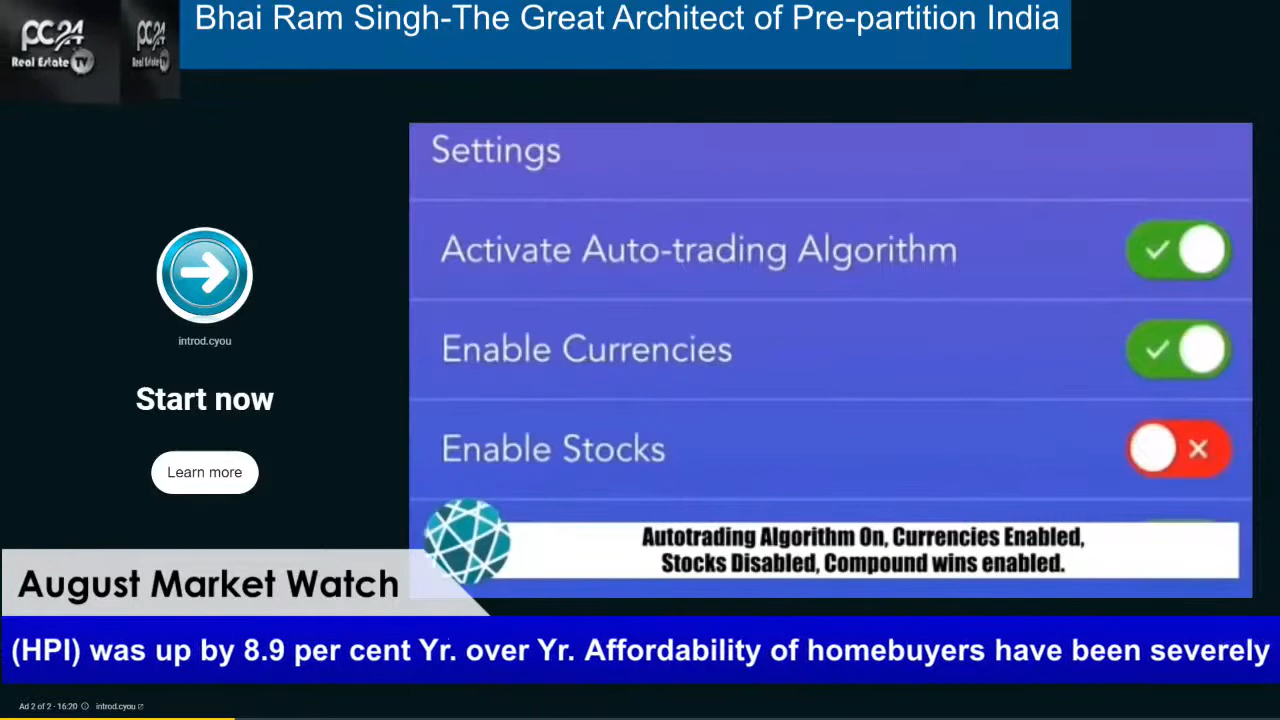 Bhai Ram Singh-The Great Architect of Pre-partition India
PC24
Real Estate TV
PC24
Real Estate TV
Settings
Activate Auto-trading Algorithm
Enable Currencies
Enable Stocks
introd.cyou
Start now
Learn more
Autotrading Algorithm On, Currencies Enabled,
Stocks Disabled, Compound wins enabled.
August Market Watch
(HPI) was up by 8.9 per cent Yr. over Yr. Affordability of homebuyers have been severely
Ad 2 of 2 · 16:20 introd.cyou